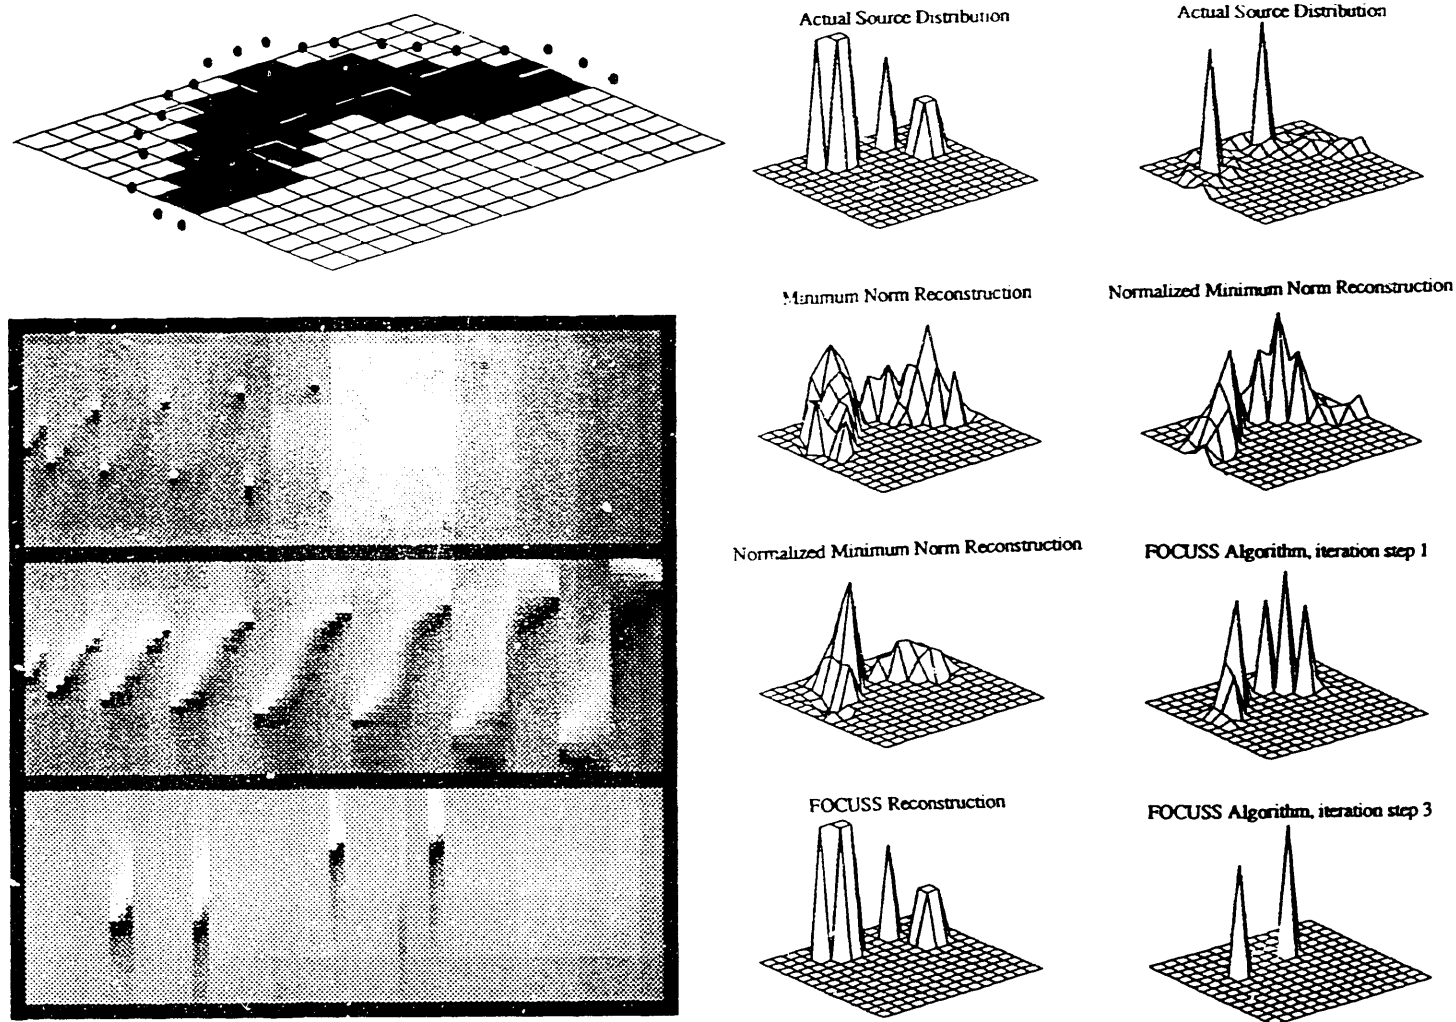 Actual Source Distribution
Actual Source Distribution
Minimum Norm Reconstruction
Normalized Minimum Norm Reconstruction
Normalized Minimum Norm Reconstruction
FOCUSS Algorithm, iteration step 1
FOCUSS Reconstruction
FOCUSS Algorithm, iteration step 3